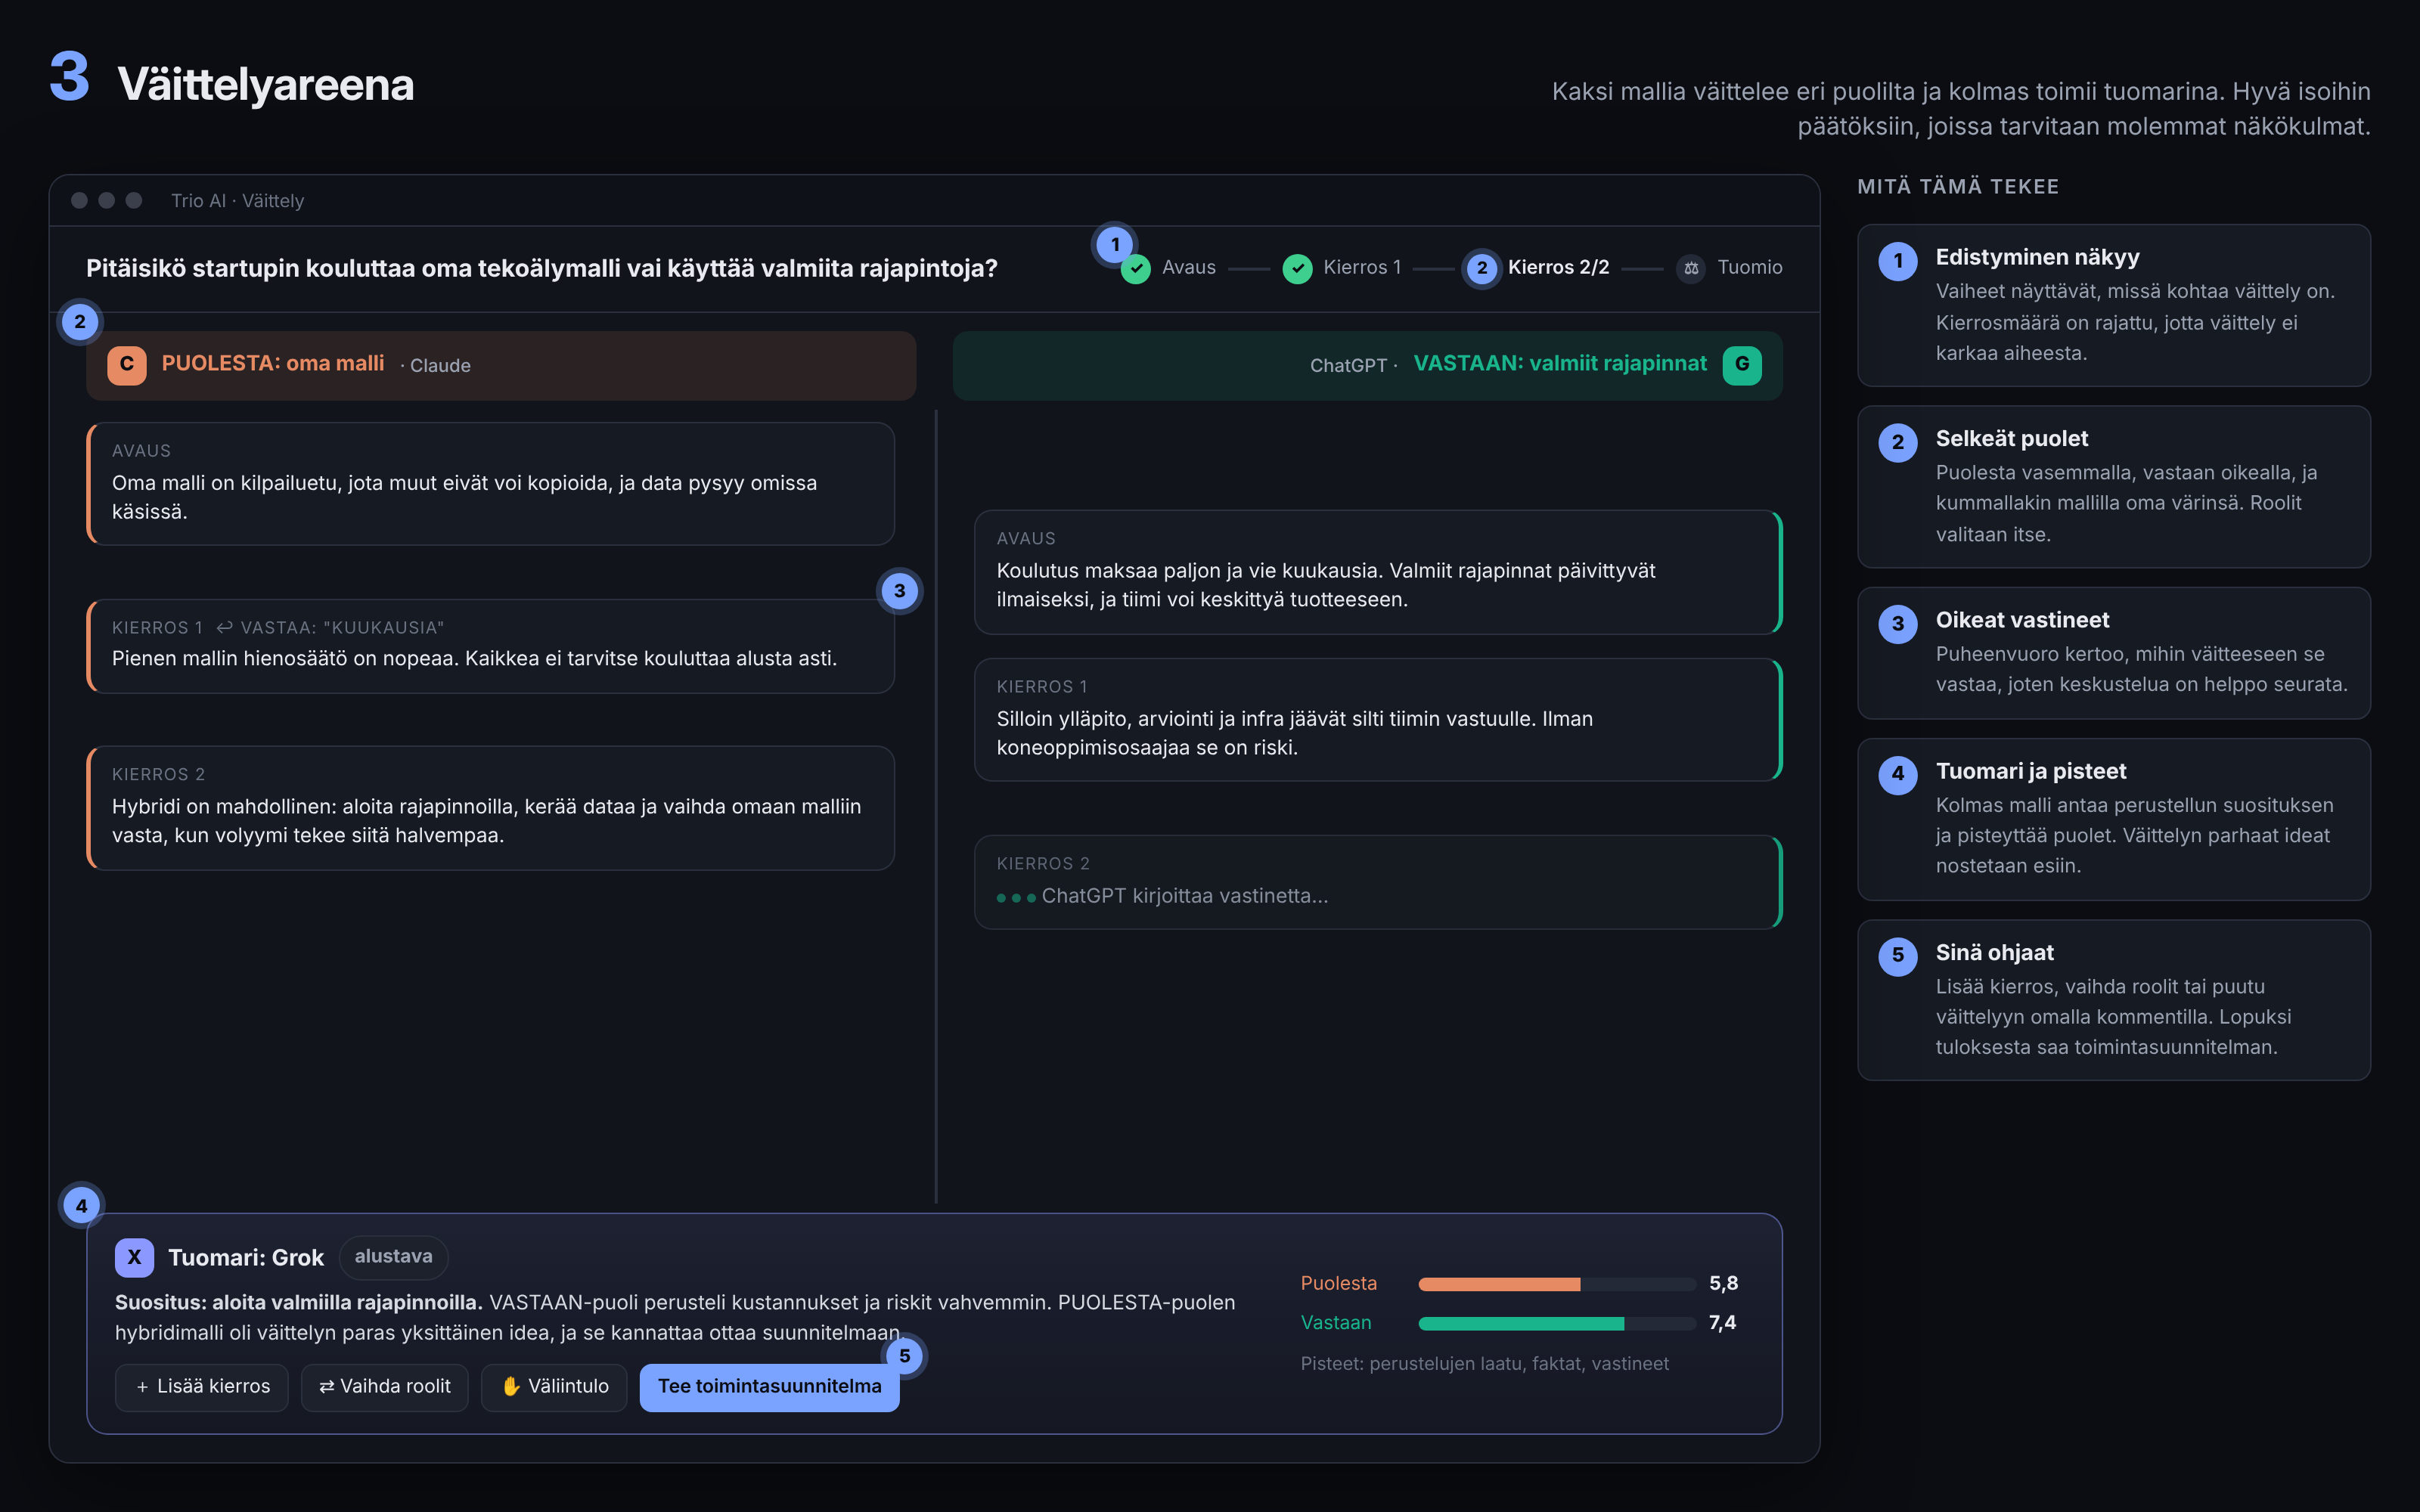 3 Väittelyareena
Kaksi mallia väittelee eri puolilta ja kolmas toimii tuomarina. Hyvä isoihin
päätöksiin, joissa tarvitaan molemmat näkökulmat.
Trio AI · Väittely
Pitäisikö startupin kouluttaa oma tekoälymalli vai käyttää valmiita rajapintoja?
1
✓ Avaus
✓ Kierros 1
2 Kierros 2/2
⚖ Tuomio
2
C PUOLESTA: oma malli · Claude
ChatGPT · VASTAAN: valmiit rajapinnat G
AVAUS
Oma malli on kilpailuetu, jota muut eivät voi kopioida, ja data pysyy omissa
käsissä.
AVAUS
Koulutus maksaa paljon ja vie kuukausia. Valmiit rajapinnat päivittyvät
ilmaiseksi, ja tiimi voi keskittyä tuotteeseen.
3
KIERROS 1 ↩ VASTAA: "KUUKAUSIA"
Pienen mallin hienosäätö on nopeaa. Kaikkea ei tarvitse kouluttaa alusta asti.
KIERROS 1
Silloin ylläpito, arviointi ja infra jäävät silti tiimin vastuulle. Ilman
koneoppimisosaajaa se on riski.
KIERROS 2
Hybridi on mahdollinen: aloita rajapinnoilla, kerää dataa ja vaihda omaan malliin
vasta, kun volyymi tekee siitä halvempaa.
KIERROS 2
ChatGPT kirjoittaa vastinetta...
4
X Tuomari: Grok alustava
Suositus: aloita valmiilla rajapinnoilla. VASTAAN-puoli perusteli kustannukset ja riskit vahvemmin. PUOLESTA-puolen
hybridimalli oli väittelyn paras yksittäinen idea, ja se kannattaa ottaa suunnitelmaan.
5
+ Lisää kierros
⇄ Vaihda roolit
✋ Väliintulo
Tee toimintasuunnitelma
Puolesta 5,8
Vastaan 7,4
Pisteet: perustelujen laatu, faktat, vastineet
MITÄ TÄMÄ TEKEE
1 Edistyminen näkyy
Vaiheet näyttävät, missä kohtaa väittely on.
Kierrosmäärä on rajattu, jotta väittely ei
karkaa aiheesta.
2 Selkeät puolet
Puolesta vasemmalla, vastaan oikealla, ja
kummallakin mallilla oma värinsä. Roolit
valitaan itse.
3 Oikeat vastineet
Puheenvuoro kertoo, mihin väitteeseen se
vastaa, joten keskustelua on helppo seurata.
4 Tuomari ja pisteet
Kolmas malli antaa perustellun suosituksen
ja pisteyttää puolet. Väittelyn parhaat ideat
nostetaan esiin.
5 Sinä ohjaat
Lisää kierros, vaihda roolit tai puutu
väittelyyn omalla kommentilla. Lopuksi
tuloksesta saa toimintasuunnitelman.